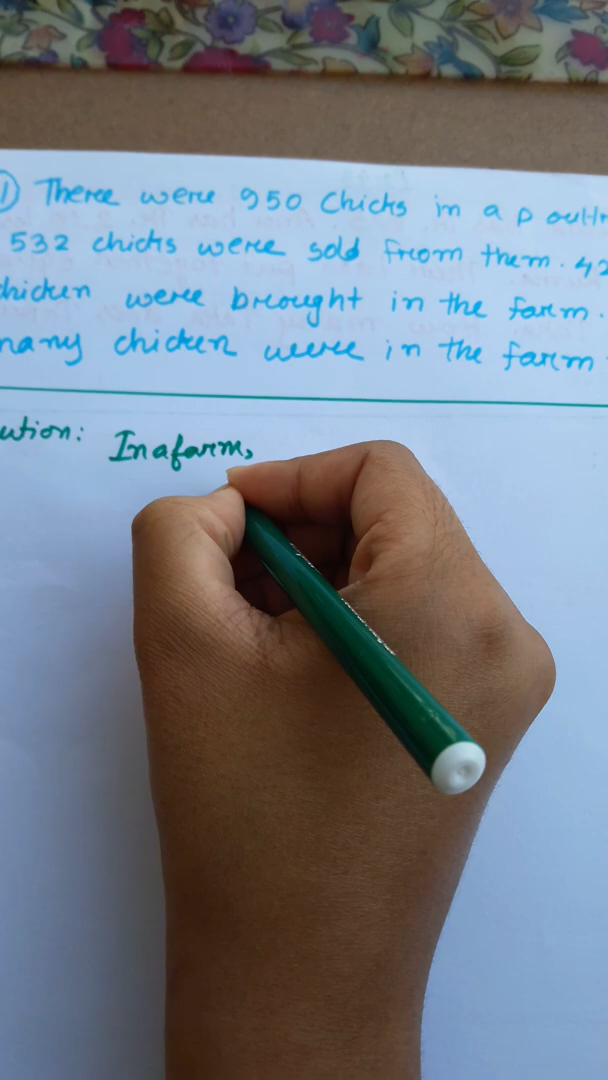 1) There were 950 Chicks in a poultr
532 chicks were sold from them. 42
chicken were brought in the farm.
many chicken were in the farm
ution: In a farm,